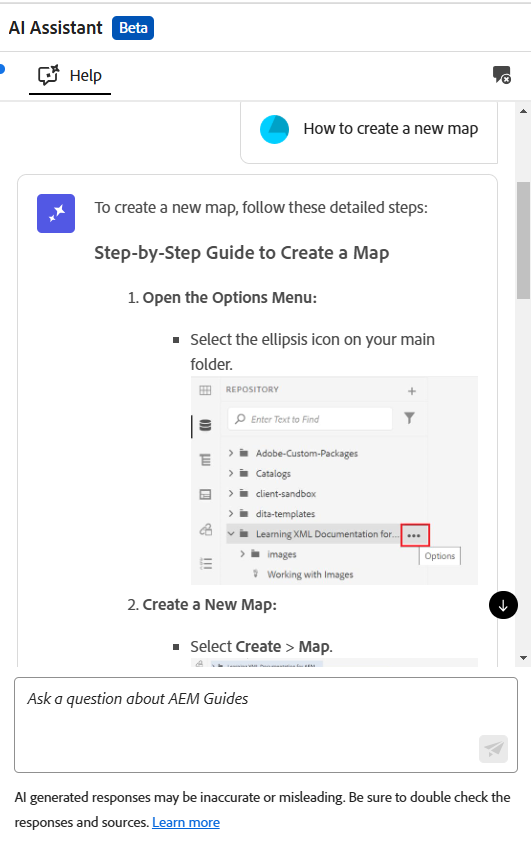 AI Assistant Beta
Help
How to create a new map
To create a new map, follow these detailed steps:
Step-by-Step Guide to Create a Map
1. Open the Options Menu:
Select the ellipsis icon on your main
folder.
REPOSITORY
Enter Text to Find
Adobe-Custom-Packages
Catalogs
client-sandbox
dita-templates
Learning XML Documentation for...
Options
images
Working with Images
2. Create a New Map:
Select Create > Map.
Ask a question about AEM Guides
AI generated responses may be inaccurate or misleading. Be sure to double check the
responses and sources. Learn more